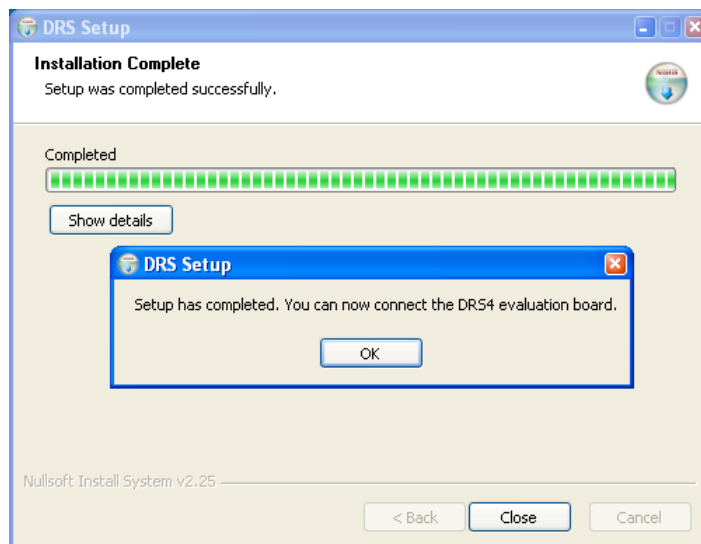 DRS Setup
Installation Complete
Setup was completed successfully.
Completed
Show details
DRS Setup
Setup has completed. You can now connect the DRS4 evaluation board.
OK
Nullsoft Install System v2.25
< Back Close Cancel